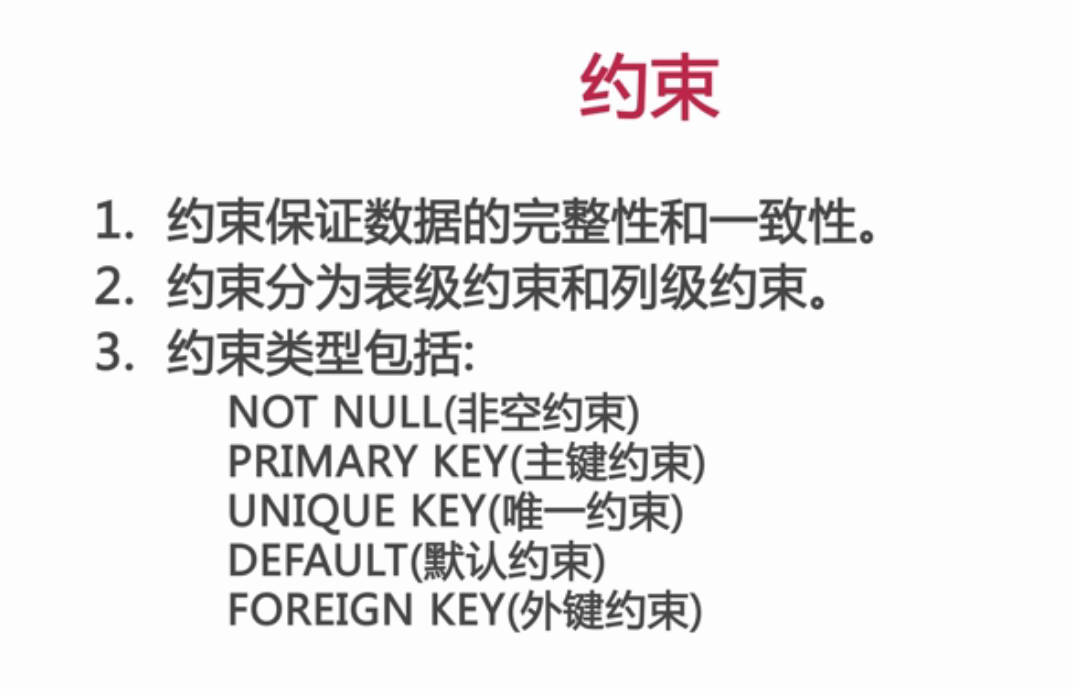 约束
1. 约束保证数据的完整性和一致性。
2. 约束分为表级约束和列级约束。
3. 约束类型包括:
NOT NULL(非空约束)
PRIMARY KEY(主键约束)
UNIQUE KEY(唯一约束)
DEFAULT(默认约束)
FOREIGN KEY(外键约束)